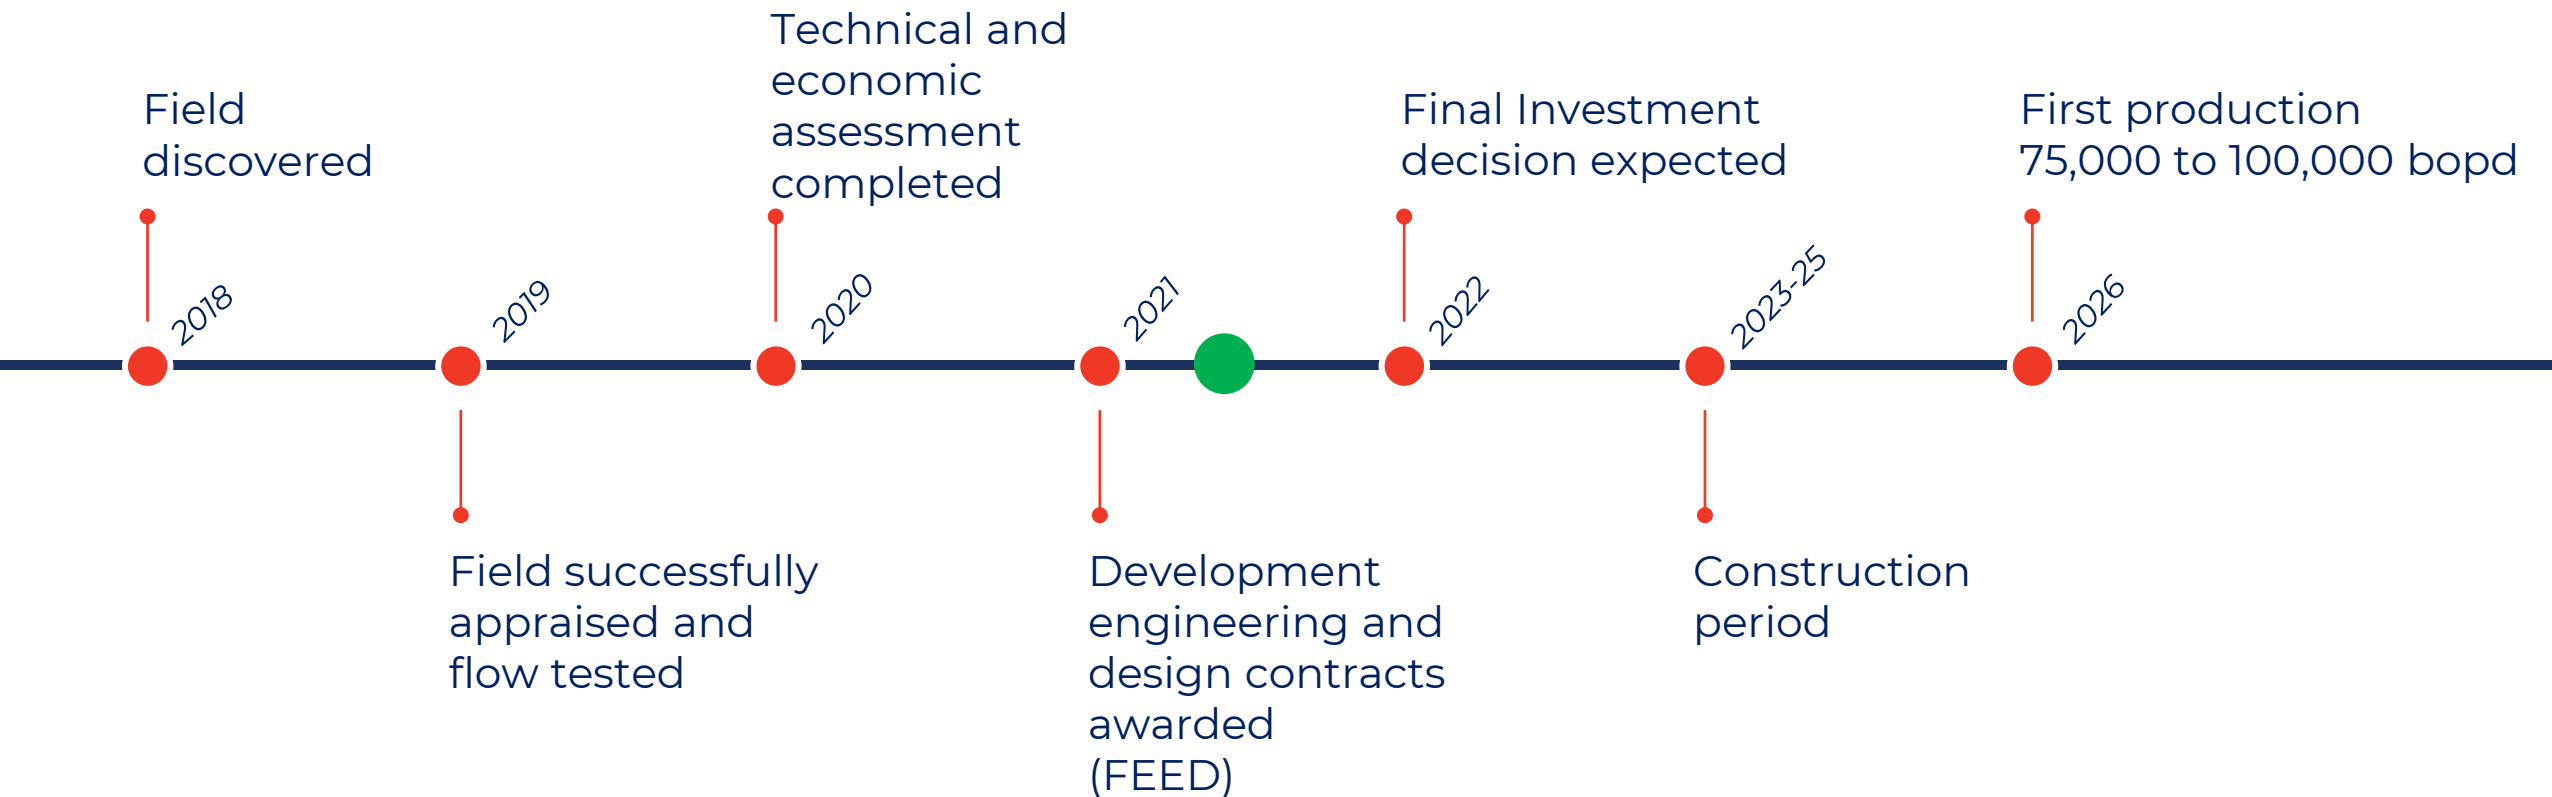 Technical and
economic
assessment
completed
Field
discovered
Final Investment
decision expected
First production
75,000 to 100,000 bopd
2018
2019
2020
2021
2022
2023-25
2026
Field successfully
appraised and
flow tested
Development
engineering and
design contracts
awarded
(FEED)
Construction
period